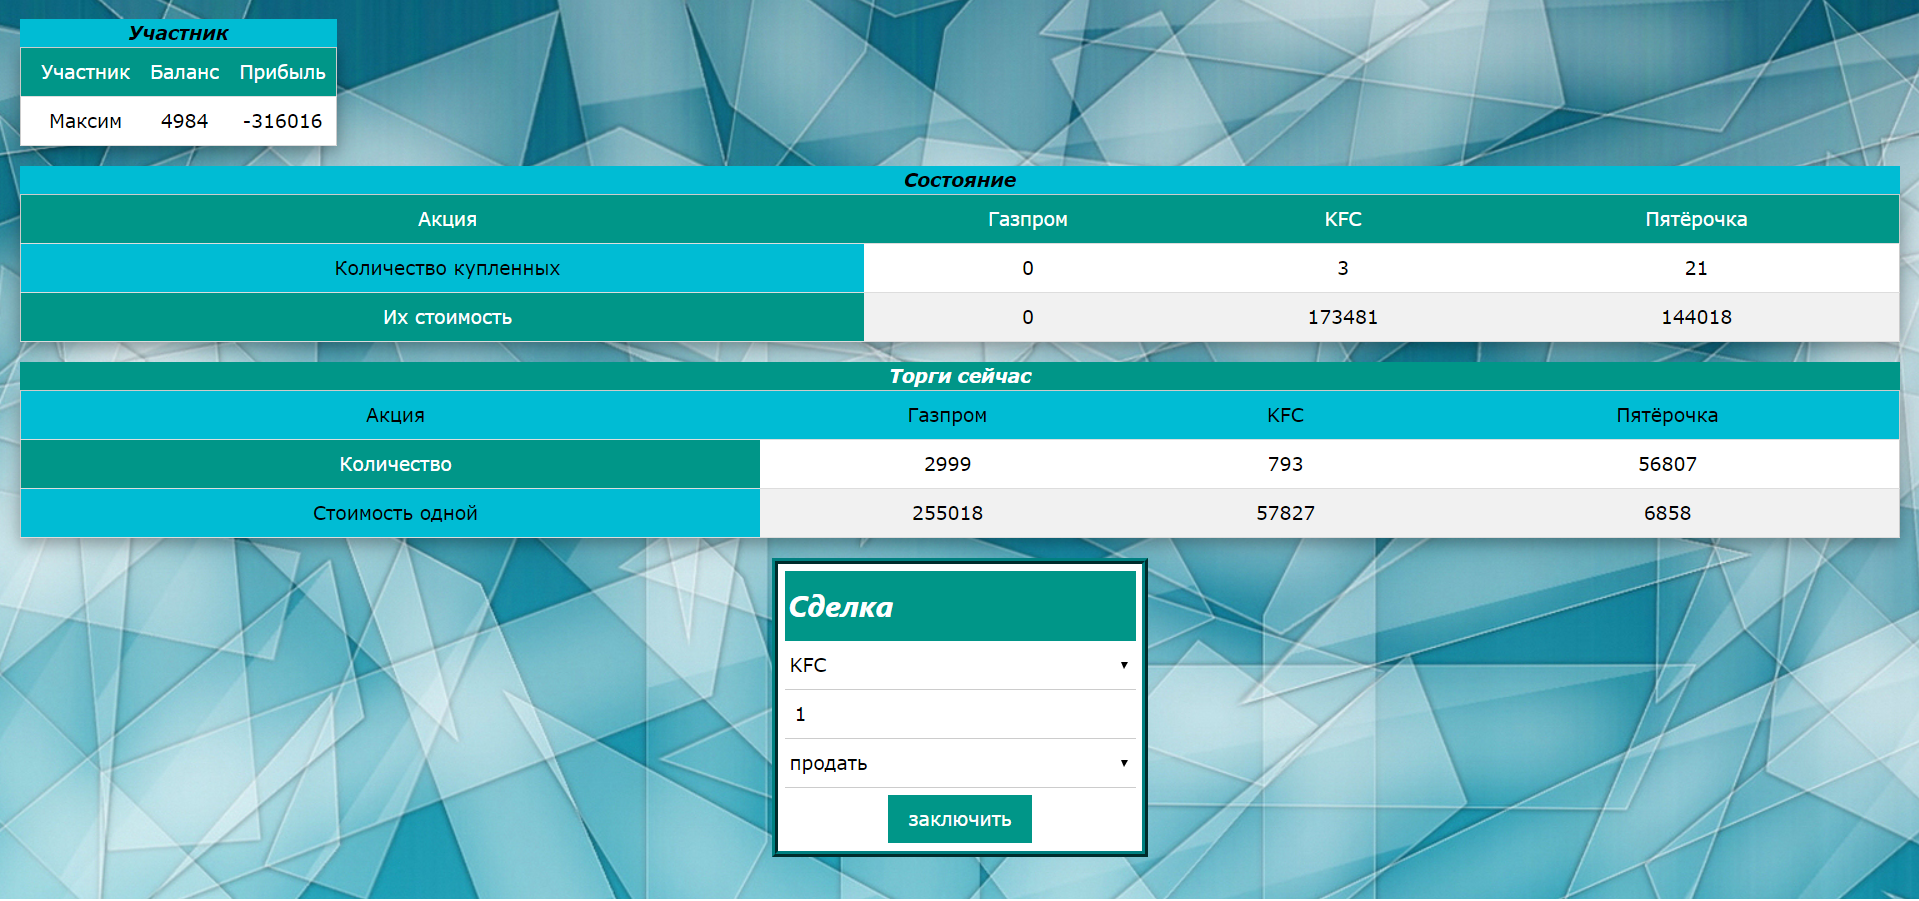 Участник
Участник Баланс Прибыль
Максим 4984 -316016
Состояние
Акция Газпром KFC Пятёрочка
Количество купленных 0 3 21
Их стоимость 0 173481 144018
Торги сейчас
Акция Газпром KFC Пятёрочка
Количество 2999 793 56807
Стоимость одной 255018 57827 6858
Сделка
KFC
1
продать
заключить